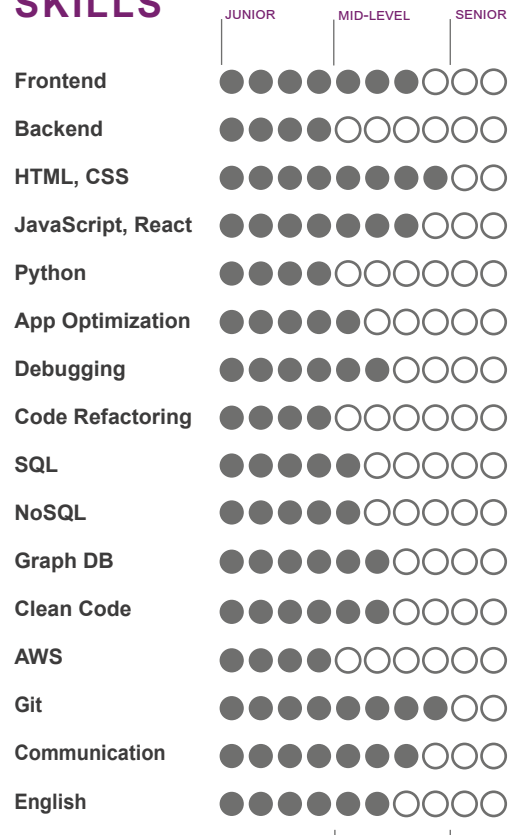 SKILLS
JUNIOR MID-LEVEL SENIOR
Frontend
Backend
HTML, CSS
JavaScript, React
Python
App Optimization
Debugging
Code Refactoring
SQL
NoSQL
Graph DB
Clean Code
AWS
Git
Communication
English